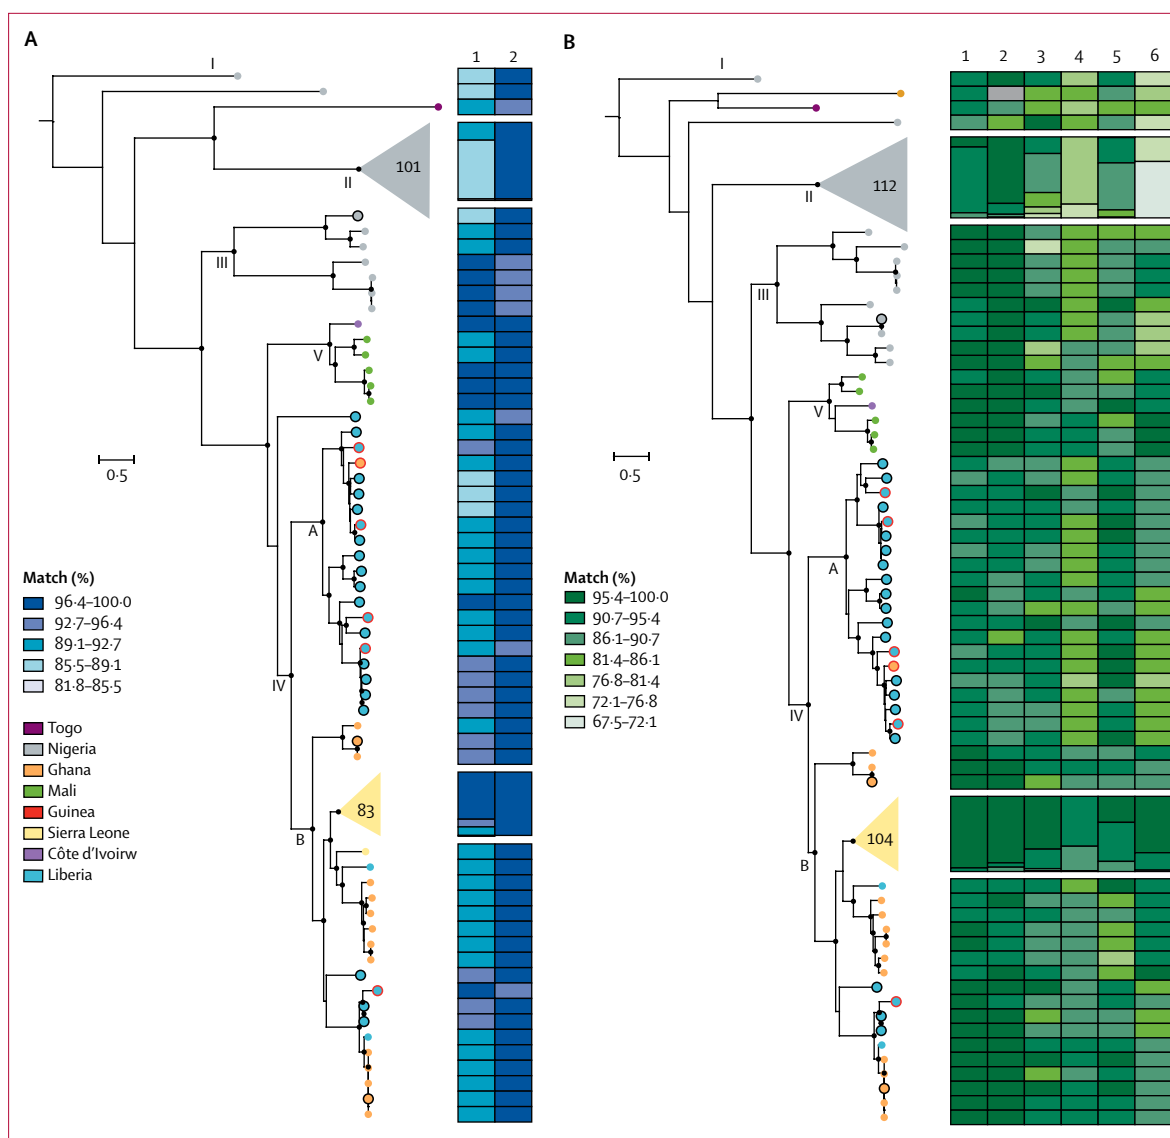 A
I
1 2
101
II
III
V
0·5
A
Match (%)
96·4–100·0
92·7–96·4
89·1–92·7
85·5–89·1
81·8–85·5
IV
Togo
Nigeria
Ghana
Mali
Guinea
Sierra Leone
Côte d'Ivoirw
Liberia
83
B
B
I
1 2 3 4 5 6
112
II
III
V
0·5
A
Match (%)
95·4–100·0
90·7–95·4
86·1–90·7
81·4–86·1
76·8–81·4
72·1–76·8
67·5–72·1
IV
104
B